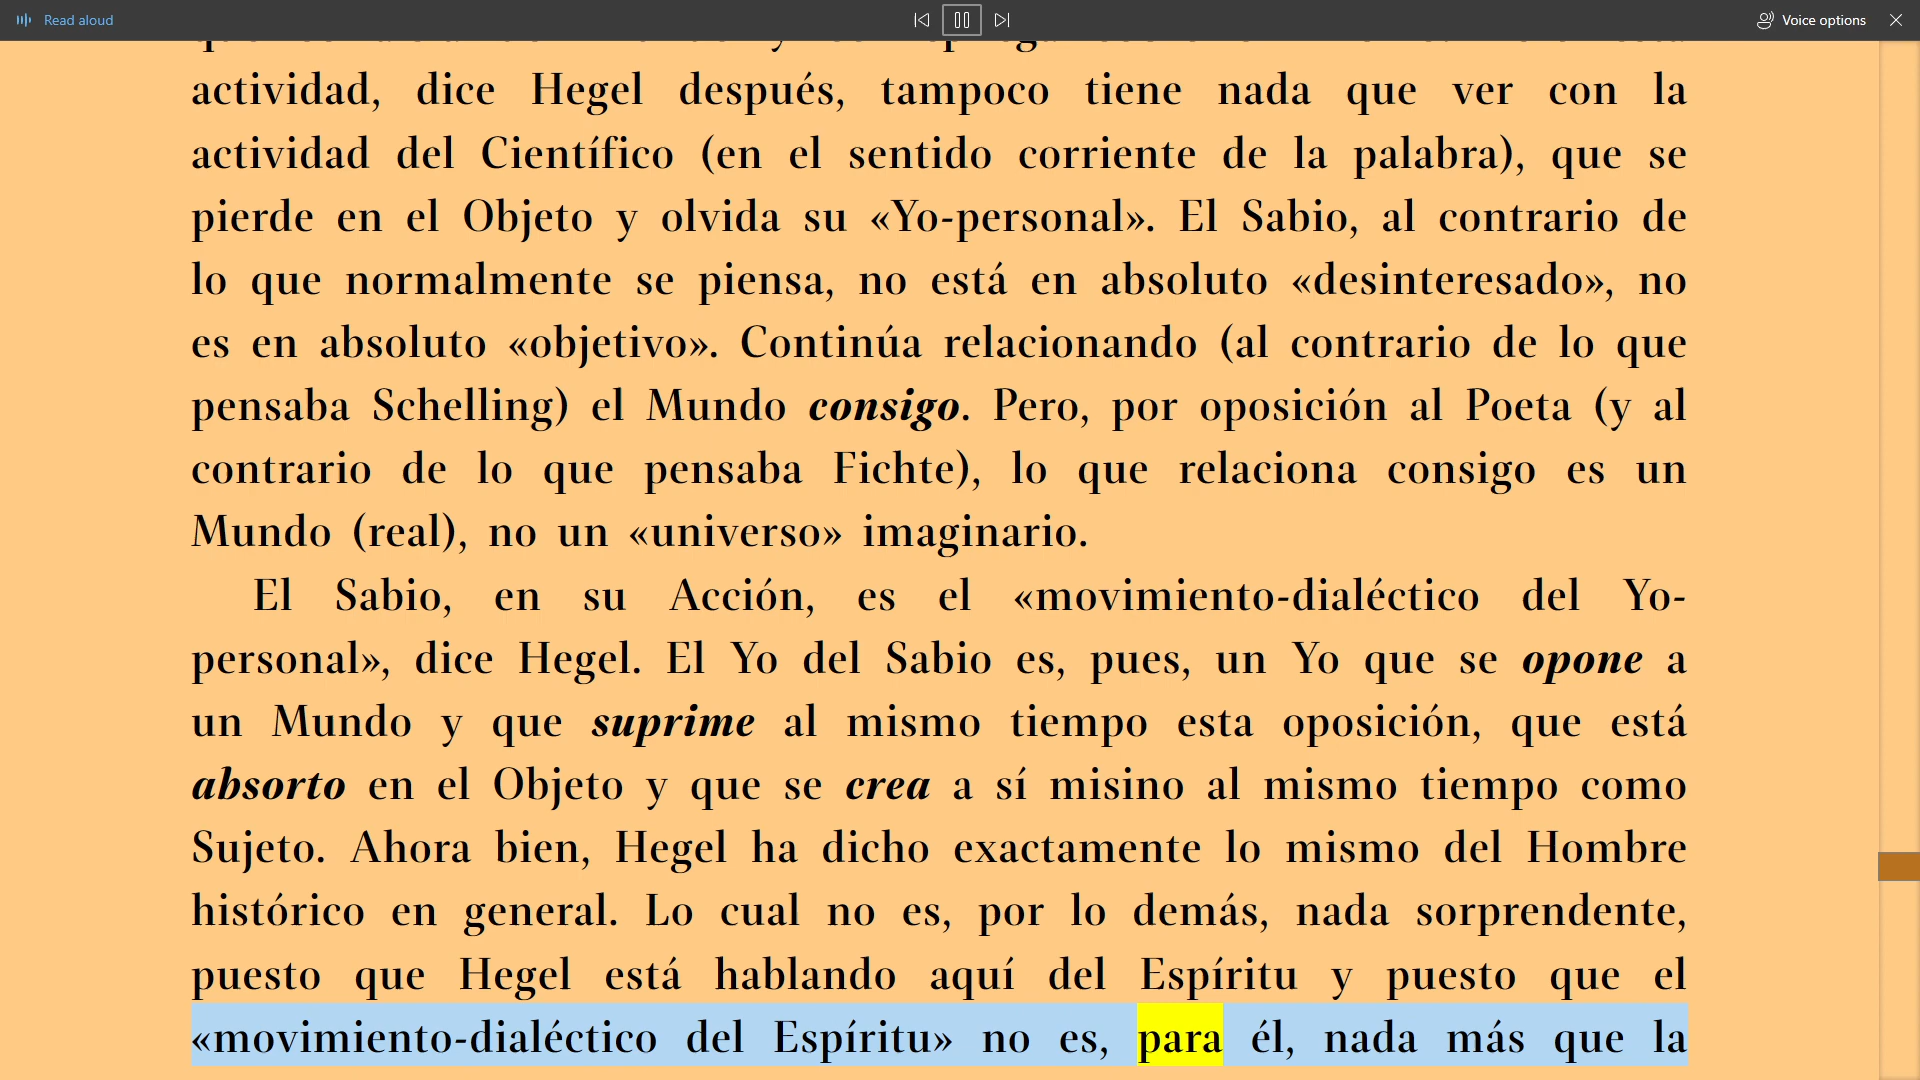 Read aloud
Voice options
actividad, dice Hegel después, tampoco tiene nada que ver con la
actividad del Científico (en el sentido corriente de la palabra), que se
pierde en el Objeto y olvida su «Yo-personal». El Sabio, al contrario de
lo que normalmente se piensa, no está en absoluto «desinteresado», no
es en absoluto «objetivo». Continúa relacionando (al contrario de lo que
pensaba Schelling) el Mundo consigo. Pero, por oposición al Poeta (y al
contrario de lo que pensaba Fichte), lo que relaciona consigo es un
Mundo (real), no un «universo» imaginario.
El Sabio, en su Acción, es el «movimiento-dialéctico del Yo-
personal», dice Hegel. El Yo del Sabio es, pues, un Yo que se opone a
un Mundo y que suprime al mismo tiempo esta oposición, que está
absorto en el Objeto y que se crea a sí misino al mismo tiempo como
Sujeto. Ahora bien, Hegel ha dicho exactamente lo mismo del Hombre
histórico en general. Lo cual no es, por lo demás, nada sorprendente,
puesto que Hegel está hablando aquí del Espíritu y puesto que el
«movimiento-dialéctico del Espíritu» no es, para él, nada más que la